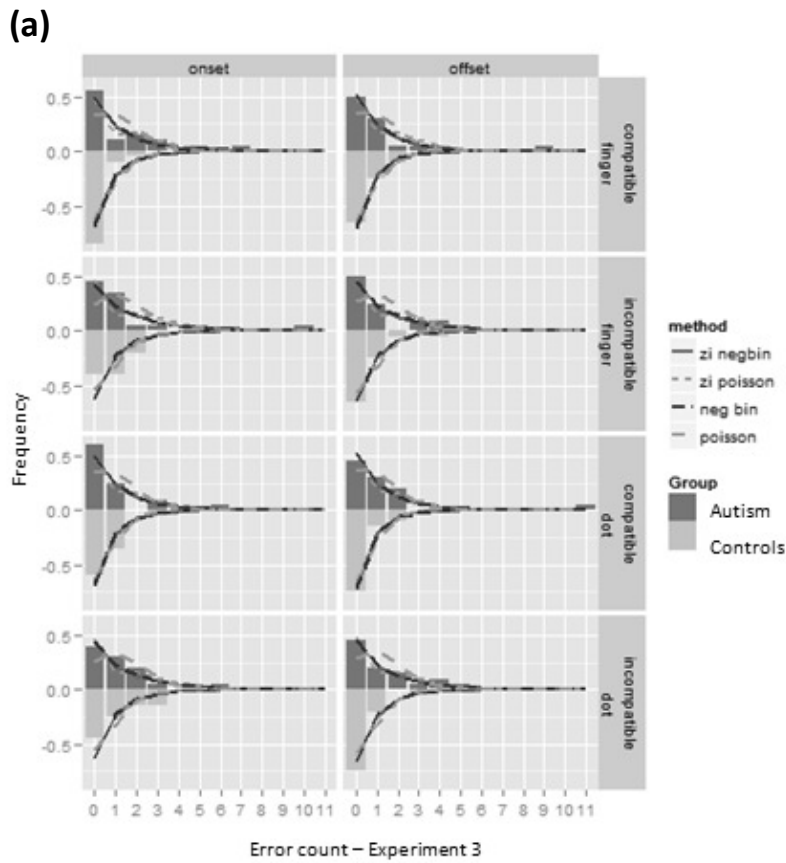 (a)
onset offset
0.5
0.0
-0.5
compatible
finger
0.5
0.0
-0.5
incompatible
finger
0.5
0.0
-0.5
compatible
dot
0.5
0.0
-0.5
incompatible
dot
Frequency
0 1 2 3 4 5 6 7 8 9 10 11 0 1 2 3 4 5 6 7 8 9 10 11
Error count – Experiment 3
method
zi negbin
zi poisson
neg bin
poisson
Group
Autism
Controls